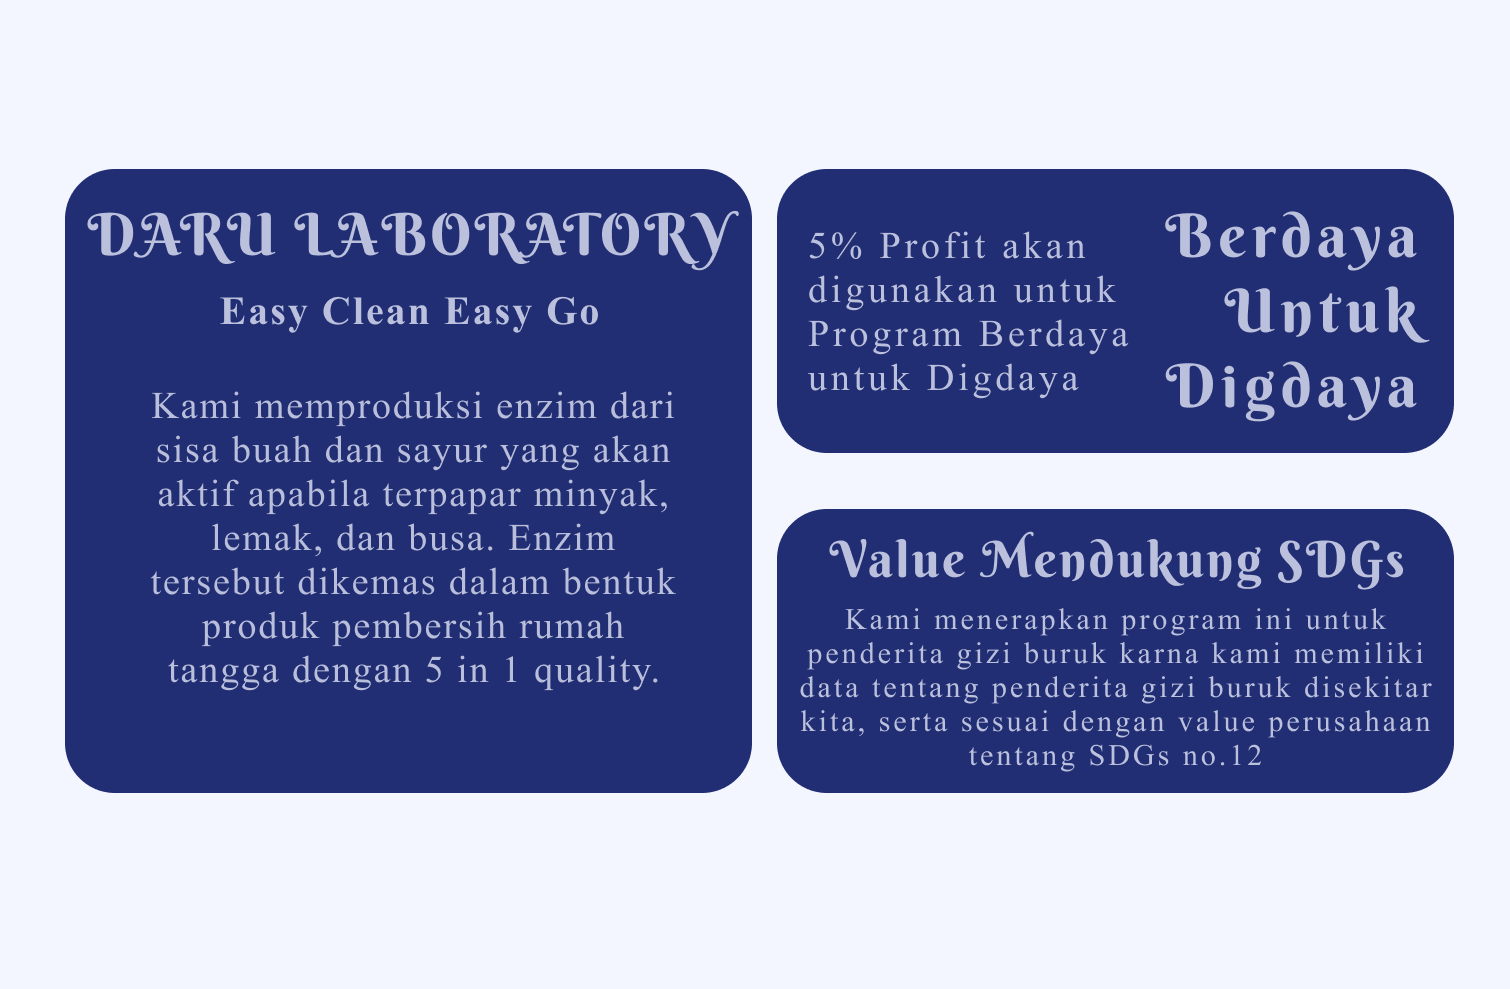 DARU LABORATORY
Easy Clean Easy Go
Kami memproduksi enzim dari
sisa buah dan sayur yang akan
aktif apabila terpapar minyak,
lemak, dan busa. Enzim
tersebut dikemas dalam bentuk
produk pembersih rumah
tangga dengan 5 in 1 quality.
5% Profit akan
digunakan untuk
Program Berdaya
untuk Digdaya
Berdaya
Untuk
Digdaya
Value Mendukung SDGs
Kami menerapkan program ini untuk
penderita gizi buruk karna kami memiliki
data tentang penderita gizi buruk disekitar
kita, serta sesuai dengan value perusahaan
tentang SDGs no.12